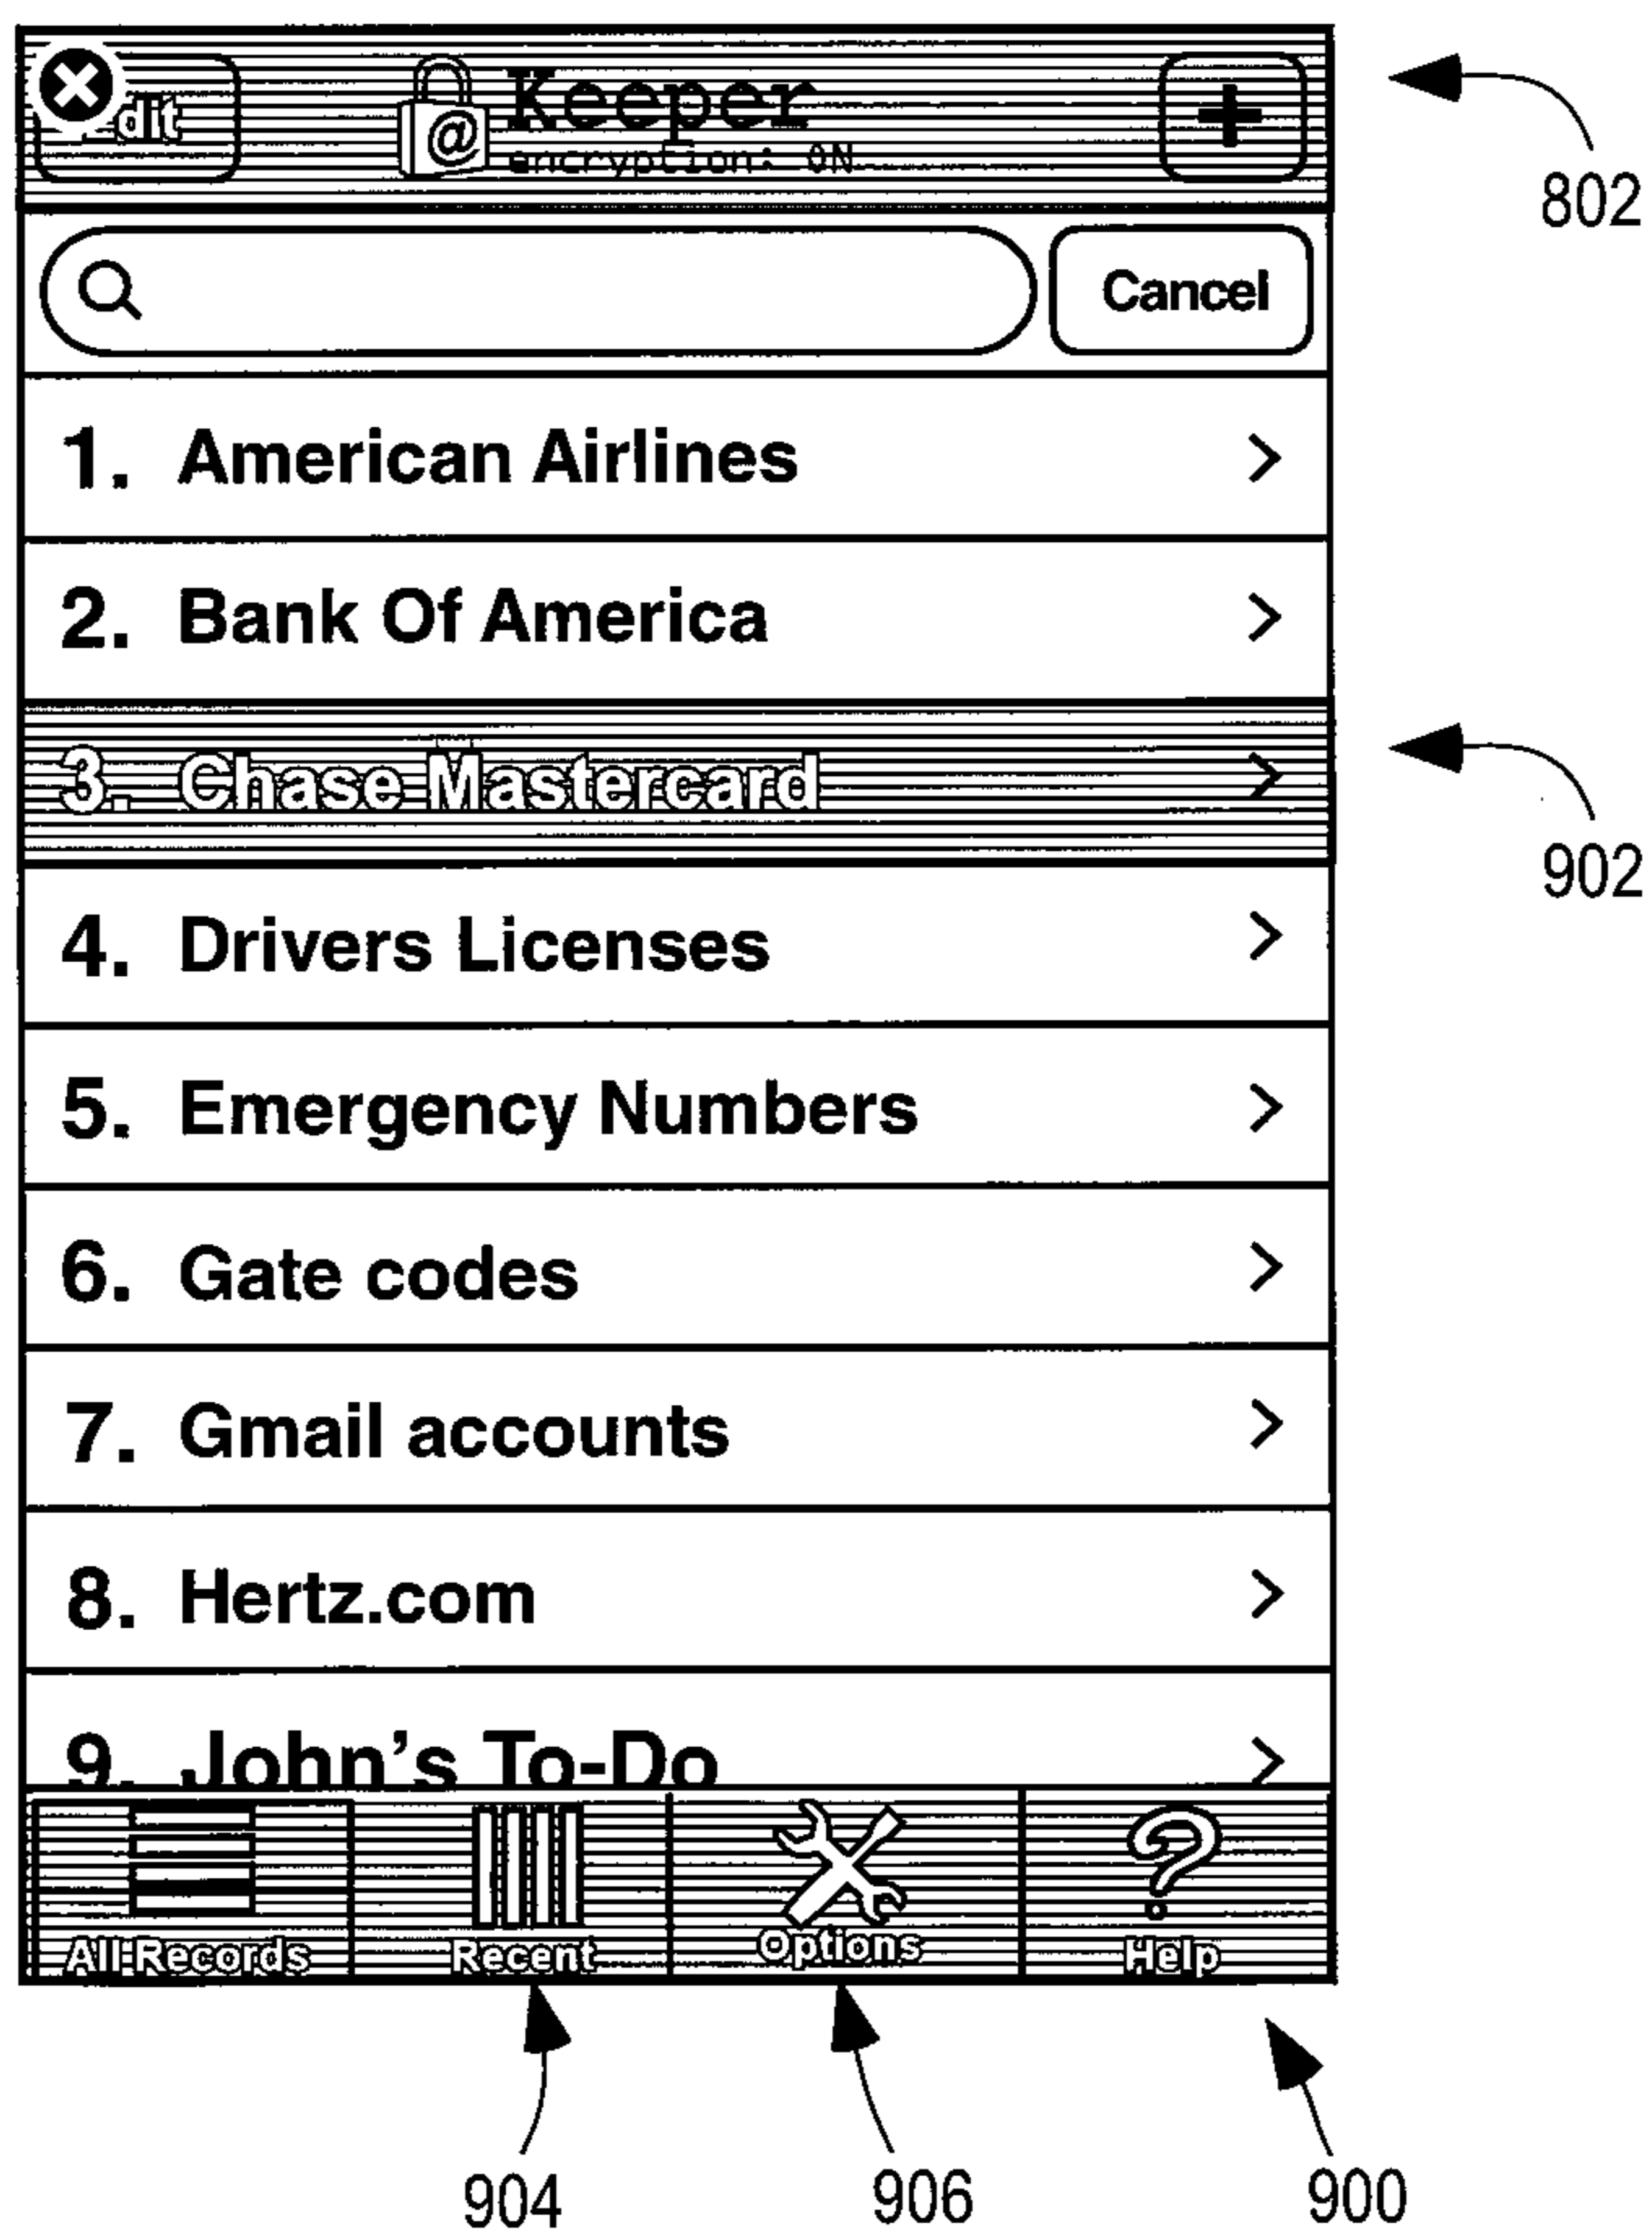 dit
@ Keeper +
encryption: ON
802
Cancel
1. American Airlines >
2. Bank Of America >
3. Chase Mastercard >
902
4. Drivers Licenses >
5. Emergency Numbers >
6. Gate codes >
7. Gmail accounts >
8. Hertz.com >
9. John's To-Do >
?
All Records Recent Options Help
904 906 900